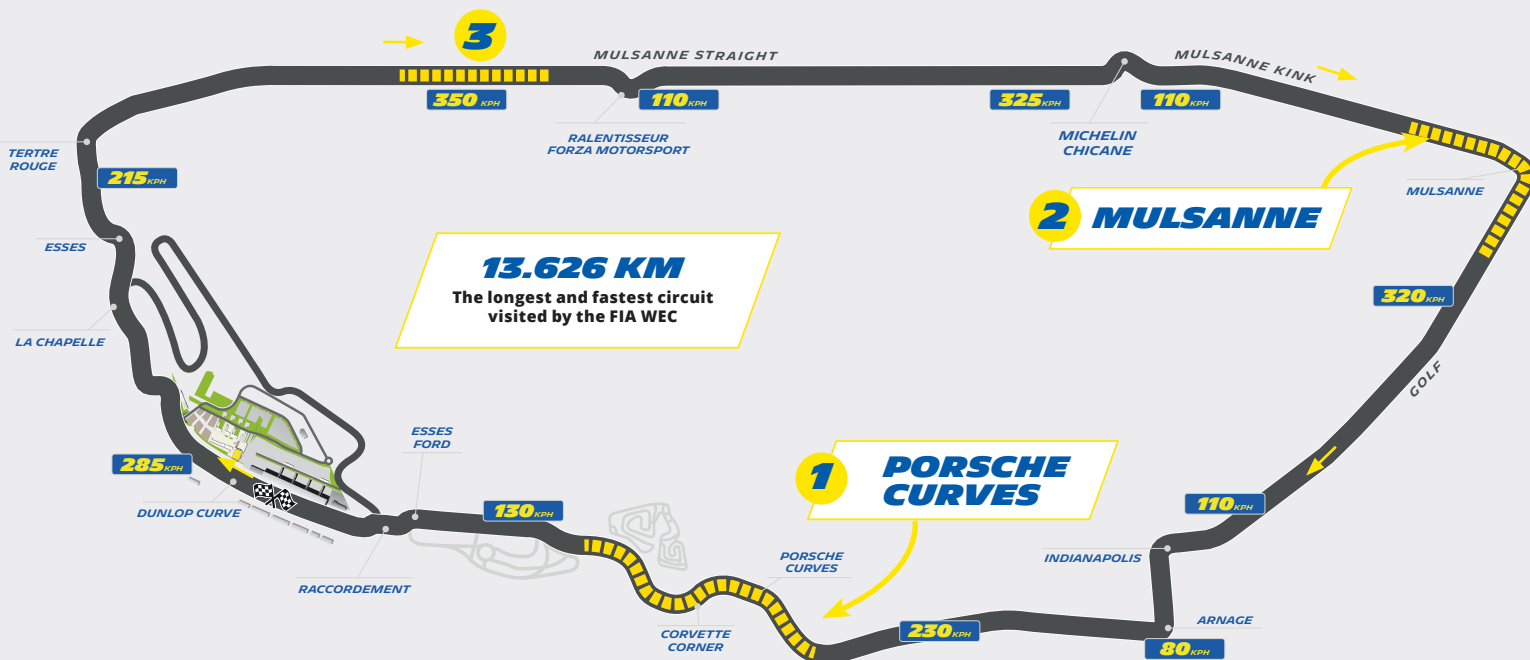 3
MULSANNE STRAIGHT
MULSANNE KINK
350 KPH
110 KPH
325 KPH
110 KPH
RALENTISSEUR
FORZA MOTORSPORT
MICHELIN
CHICANE
TERTRE
ROUGE
215 KPH
MULSANNE
2 MULSANNE
ESSES
13.626 KM
The longest and fastest circuit
visited by the FIA WEC
320 KPH
LA CHAPELLE
GOLF
ESSES
FORD
285 KPH
1 PORSCHE
CURVES
DUNLOP CURVE
130 KPH
110 KPH
INDIANAPOLIS
PORSCHE
CURVES
RACCORDEMENT
CORVETTE
CORNER
230 KPH
ARNAGE
80 KPH